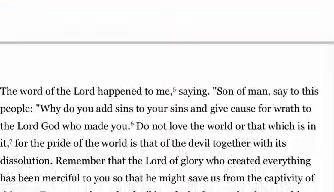 The word of the Lord happened to me,⁵ saying. "Son of man, say to this
people: "Why do you add sins to your sins and give cause for wrath to
the Lord God who made you.⁶ Do not love the world or that which is in
it,⁷ for the pride of the world is that of the devil together with its
dissolution. Remember that the Lord of glory who created everything
has been merciful to you so that he might save us from the captivity of